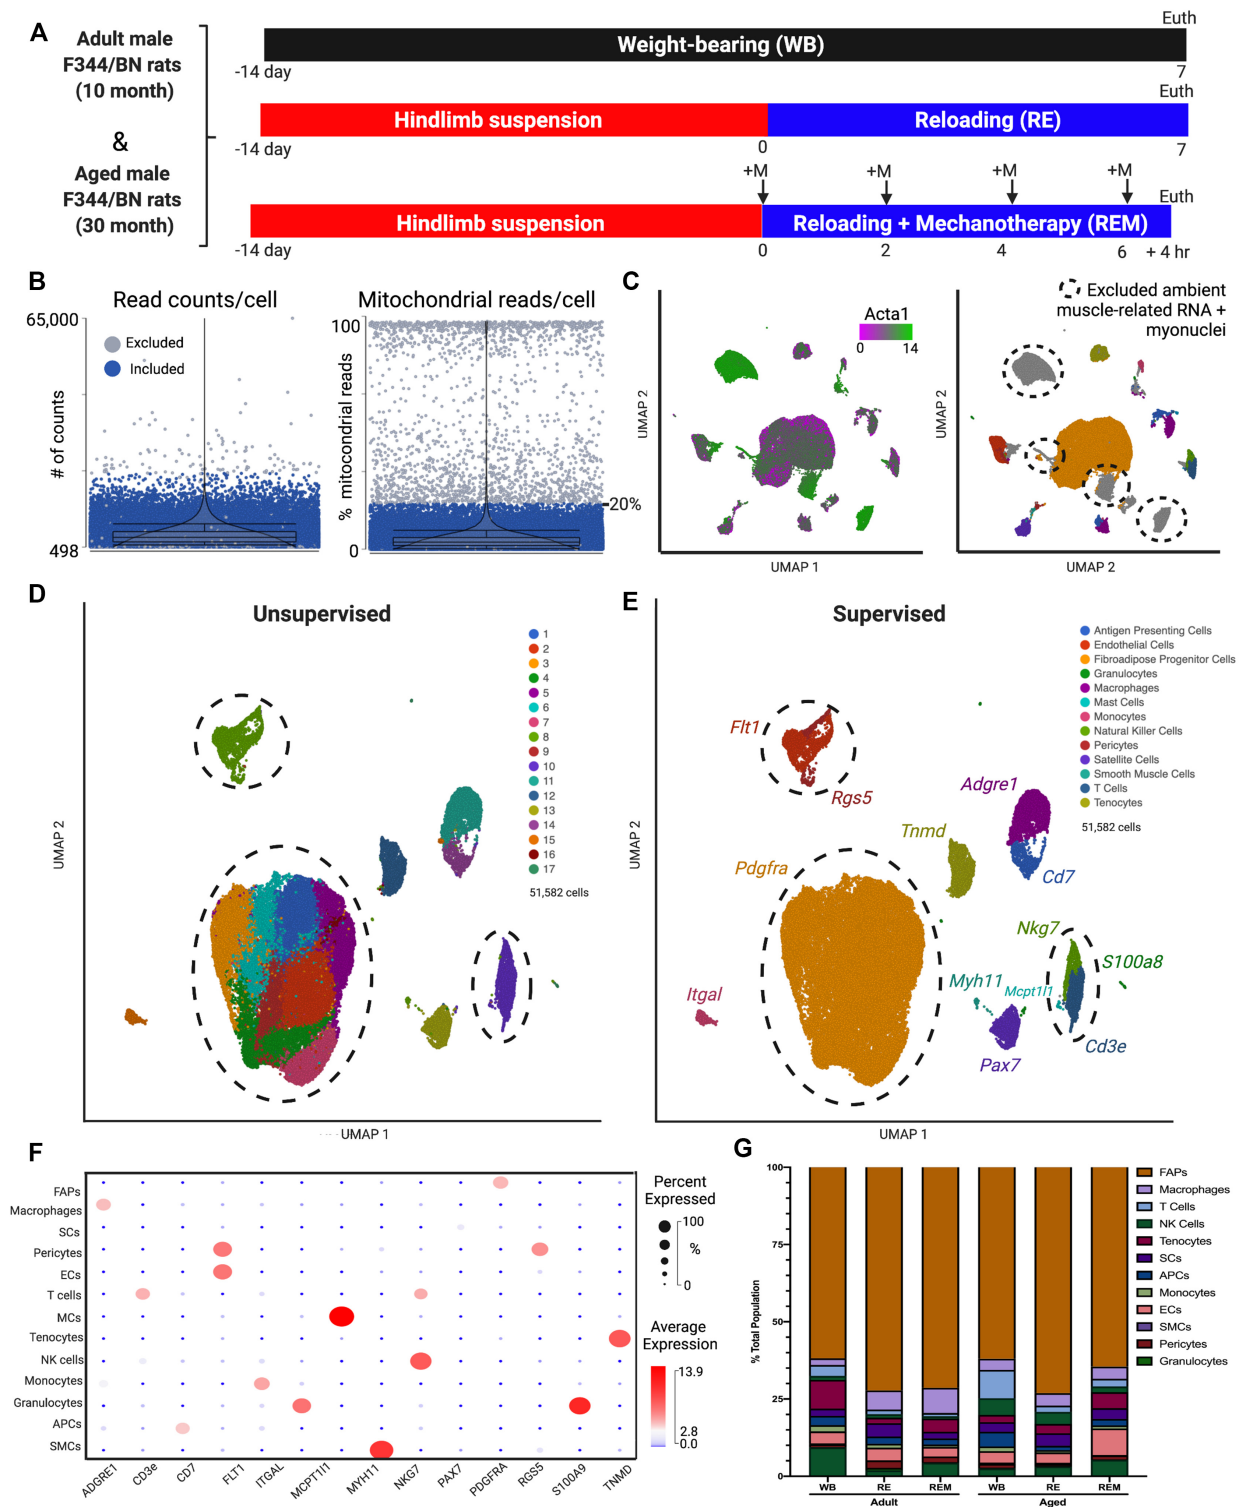 A
Adult male
F344/BN rats
(10 month)
&
Aged male
F344/BN rats
(30 month)
Euth
Weight-bearing (WB)
-14 day
7
Euth
Hindlimb suspension
Reloading (RE)
-14 day
0
7
+M
+M
+M
+M
Euth
Hindlimb suspension
Reloading + Mechanotherapy (REM)
-14 day
0
2
4
6
+ 4 hr
B
Read counts/cell
65,000
Excluded
Included
# of counts
498
Mitochondrial reads/cell
100
% mitocondrial reads
20%
0
C
Acta1
0
14
UMAP 2
UMAP 1
Excluded ambient
muscle-related RNA +
myonuclei
UMAP 2
UMAP 2
D
Unsupervised
1
2
3
4
5
6
7
8
9
10
11
12
13
14
15
16
17
51,582 cells
UMAP 2
UMAP 1
E
Supervised
Antigen Presenting Cells
Endothelial Cells
Fibroadipose Progenitor Cells
Granulocytes
Macrophages
Mast Cells
Monocytes
Natural Killer Cells
Pericytes
Satellite Cells
Smooth Muscle Cells
T Cells
Tenocytes
51,582 cells
Flt1
Rgs5
Adgre1
Tnmd
Pdgfra
Cd7
Nkg7
S100a8
Myh11
Mcpt1l1
Itgal
Pax7
Cd3e
UMAP 2
UMAP 1
F
FAPs
Macrophages
SCs
Pericytes
ECs
T cells
MCs
Tenocytes
NK cells
Monocytes
Granulocytes
APCs
SMCs
ADGRE1
CD3e
CD7
FLT1
ITGAL
MCPT1l1
MYH11
NKG7
PAX7
PDGFRA
RGS5
S100A9
TNMD
Percent
Expressed
100
%
0
Average
Expression
13.9
2.8
0.0
G
100
75
50
25
0
% Total Population
WB
RE
REM
WB
RE
REM
Adult
Aged
FAPs
Macrophages
T Cells
NK Cells
Tenocytes
SCs
APCs
Monocytes
ECs
SMCs
Pericytes
Granulocytes